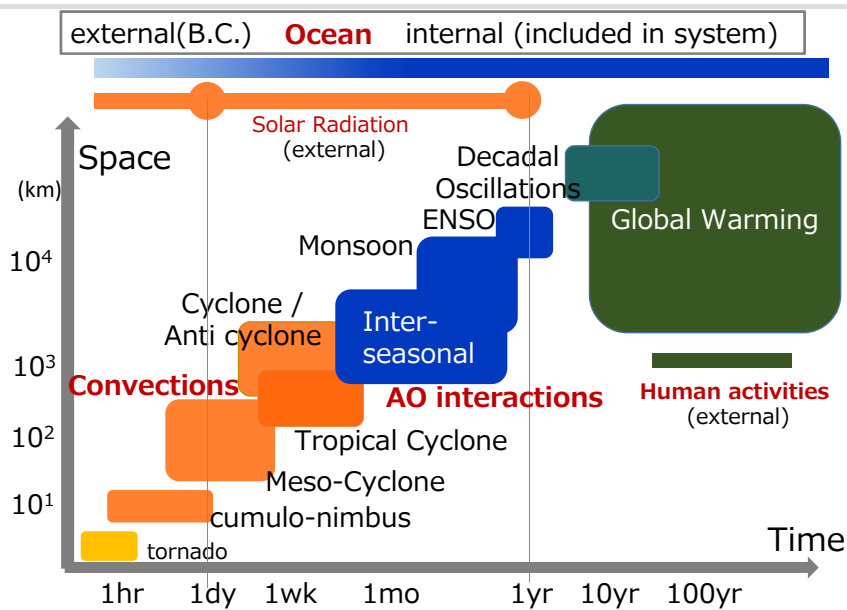 external(B.C.) Ocean internal (included in system)
Solar Radiation
(external)
Space
(km)
Decadal
Oscillations
ENSO
Global Warming
Monsoon
10⁴
Cyclone /
Anti cyclone
Inter-
seasonal
10³
Convections
AO interactions
Human activities
(external)
10²
Tropical Cyclone
Meso-Cyclone
10¹
cumulo-nimbus
tornado
Time
1hr 1dy 1wk 1mo 1yr 10yr 100yr